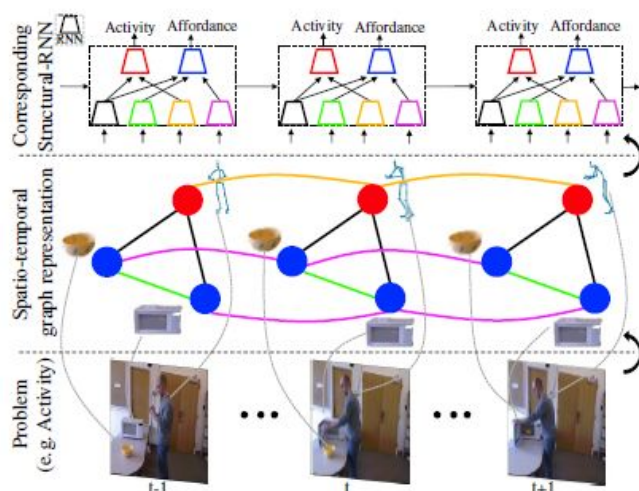 RNN
Activity Affordance
Activity Affordance
Activity Affordance
Corresponding
Structural-RNN
Spatio-temporal
graph representation
Problem
(e. g. Activity)
t-1
t
t+1